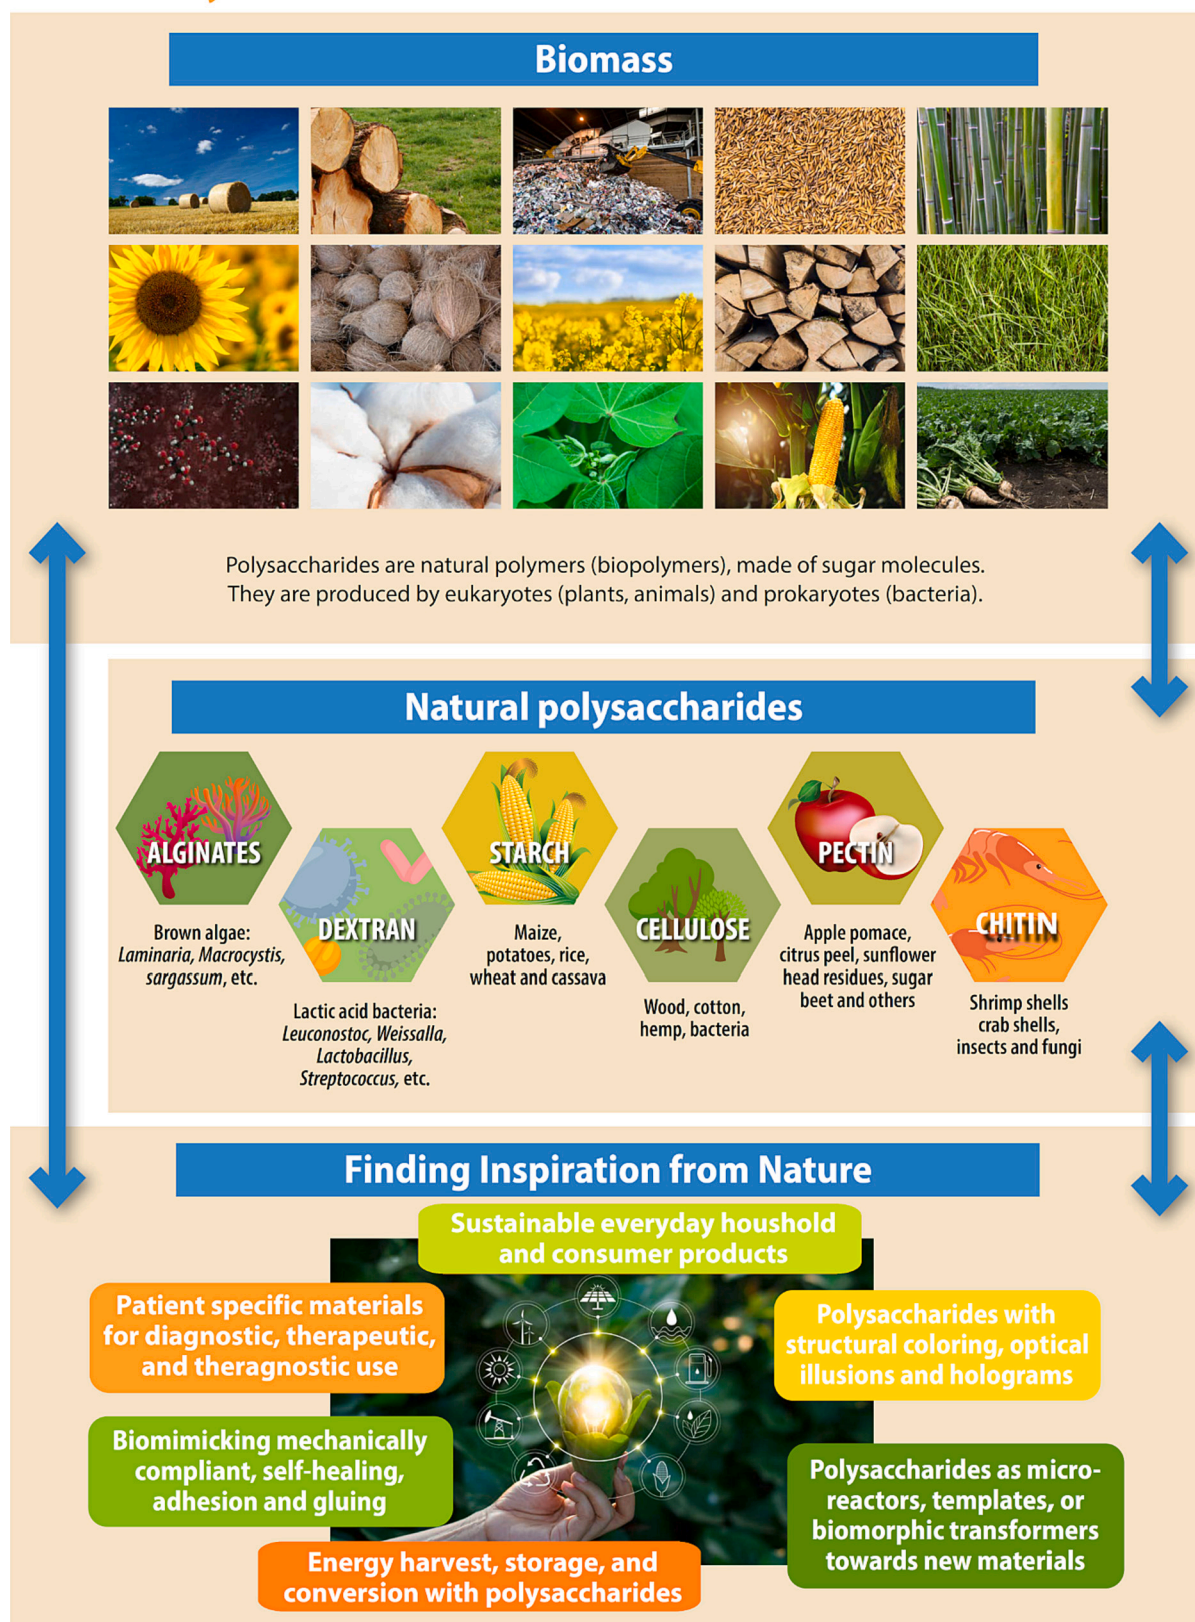 Biomass
Polysaccharides are natural polymers (biopolymers), made of sugar molecules.
They are produced by eukaryotes (plants, animals) and prokaryotes (bacteria).
Natural polysaccharides
ALGINATES
Brown algae:
Laminaria, Macrocystis,
sargassum, etc.
DEXTRAN
Lactic acid bacteria:
Leuconostoc, Weissalla,
Lactobacillus,
Streptococcus, etc.
STARCH
Maize,
potatoes, rice,
wheat and cassava
CELLULOSE
Wood, cotton,
hemp, bacteria
PECTIN
Apple pomace,
citrus peel, sunflower
head residues, sugar
beet and others
CHITIN
Shrimp shells
crab shells,
insects and fungi
Finding Inspiration from Nature
Sustainable everyday houshold
and consumer products
Patient specific materials
for diagnostic, therapeutic,
and theragnostic use
Polysaccharides with
structural coloring, optical
illusions and holograms
Biomimicking mechanically
compliant, self-healing,
adhesion and gluing
Polysaccharides as micro-
reactors, templates, or
biomorphic transformers
towards new materials
Energy harvest, storage, and
conversion with polysaccharides